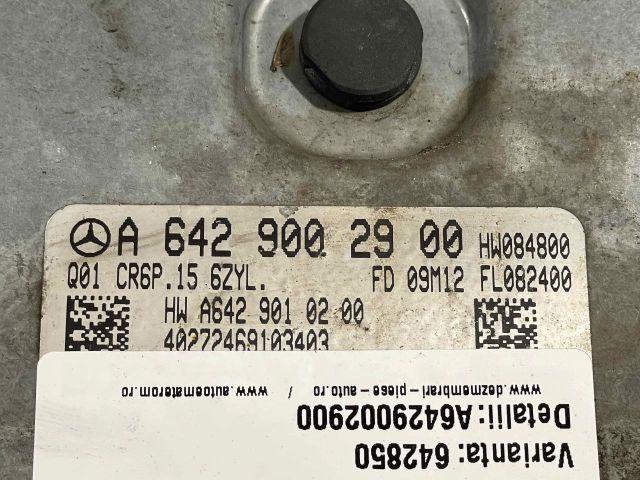 A 642 900 29 00 HW084800
Q01 CR6P.15 6ZYL. FD 09M12 FL082400
HW A642 901 02 00
40272469103403
Varianta: 642850
Detalii: A6429002900
www.dezmembrari-piese-auto.ro / www.autoematerom.ro